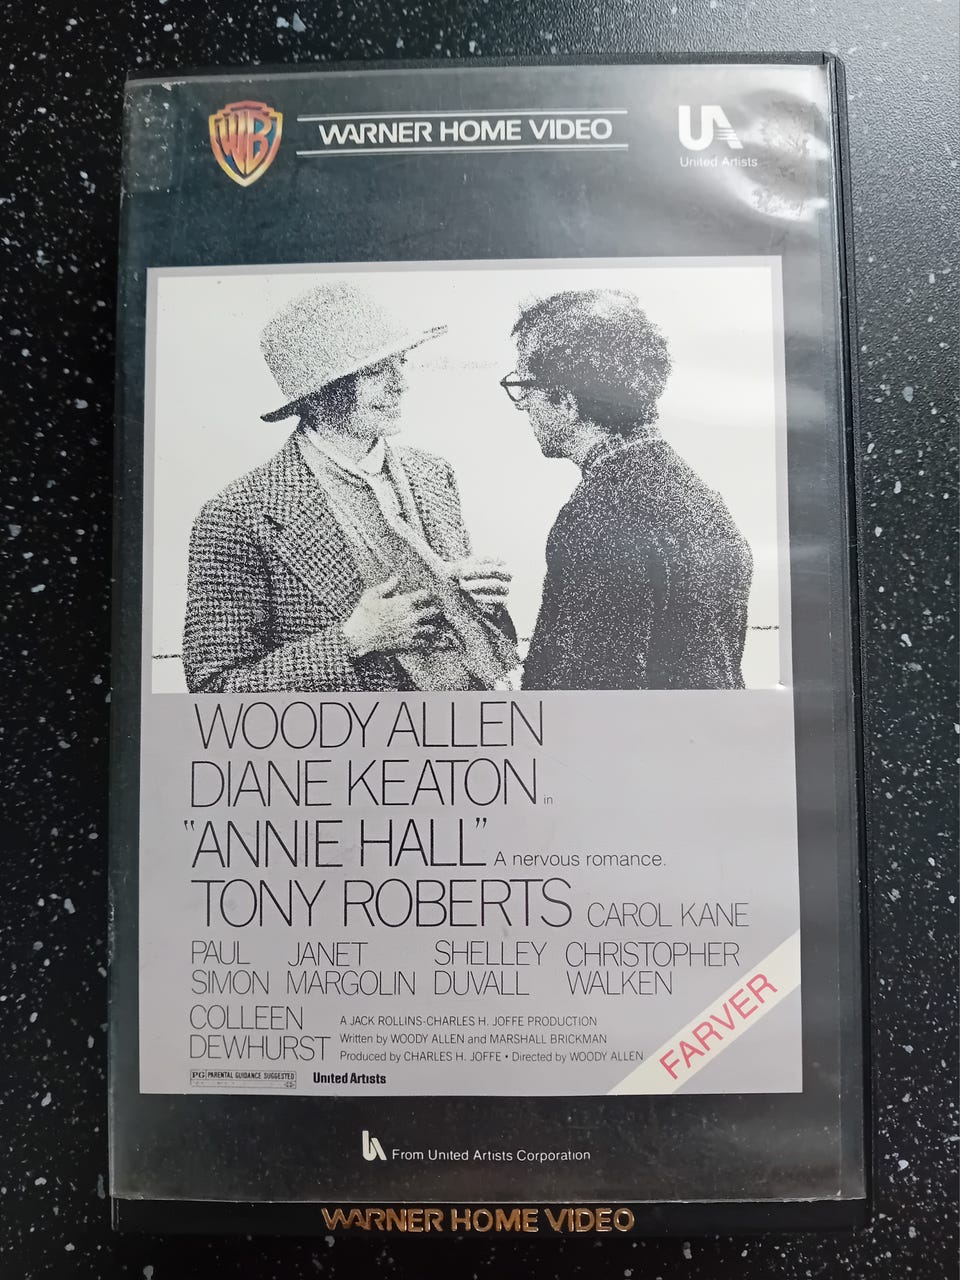 WB
WARNER HOME VIDEO
UA
United Artists
WOODY ALLEN
DIANE KEATON in
"ANNIE HALL" A nervous romance.
TONY ROBERTS CAROL KANE
PAUL SIMON
JANET MARGOLIN
SHELLEY DUVALL
CHRISTOPHER WALKEN
COLLEEN DEWHURST
A JACK ROLLINS-CHARLES H. JOFFE PRODUCTION
Written by WOODY ALLEN and MARSHALL BRICKMAN
Produced by CHARLES H. JOFFE • Directed by WOODY ALLEN
PG PARENTAL GUIDANCE SUGGESTED
United Artists
FARVER
UA From United Artists Corporation
WARNER HOME VIDEO